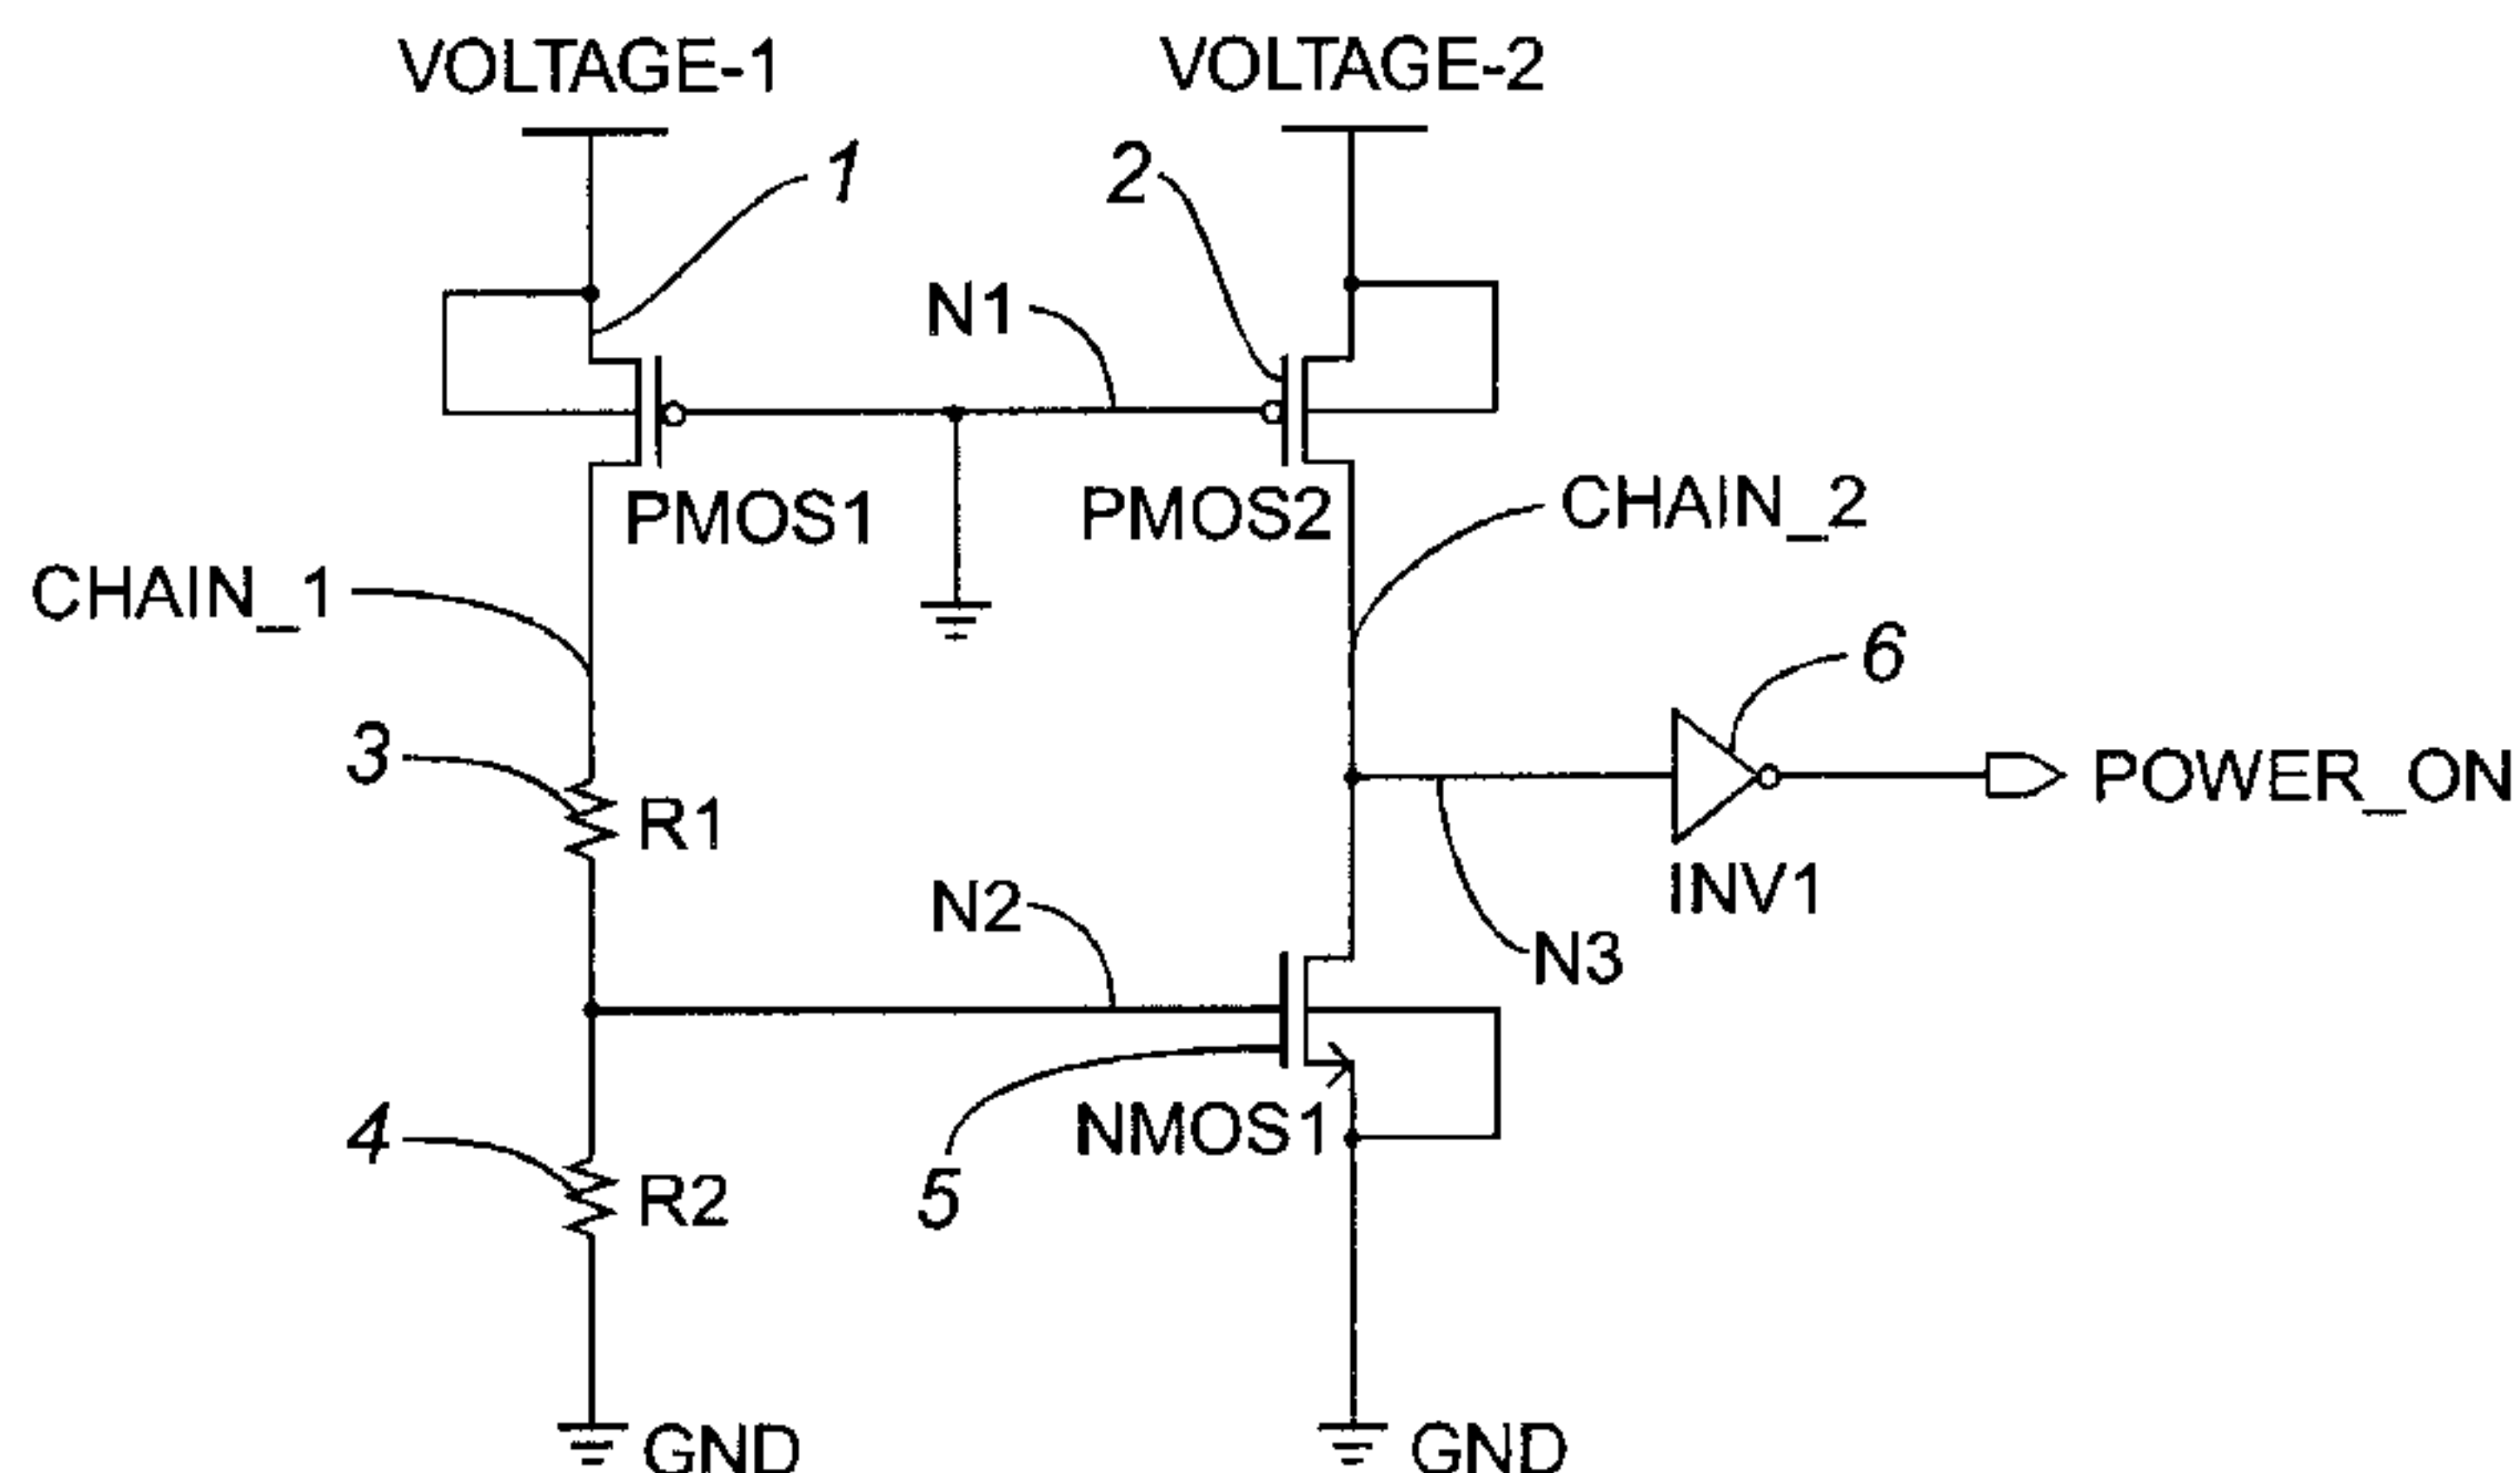 VOLTAGE-1
VOLTAGE-2
1
2
N1
PMOS1
PMOS2
CHAIN_2
CHAIN_1
6
3
R1
POWER_ON
INV1
N2
N3
4
R2
5
NMOS1
GND
GND